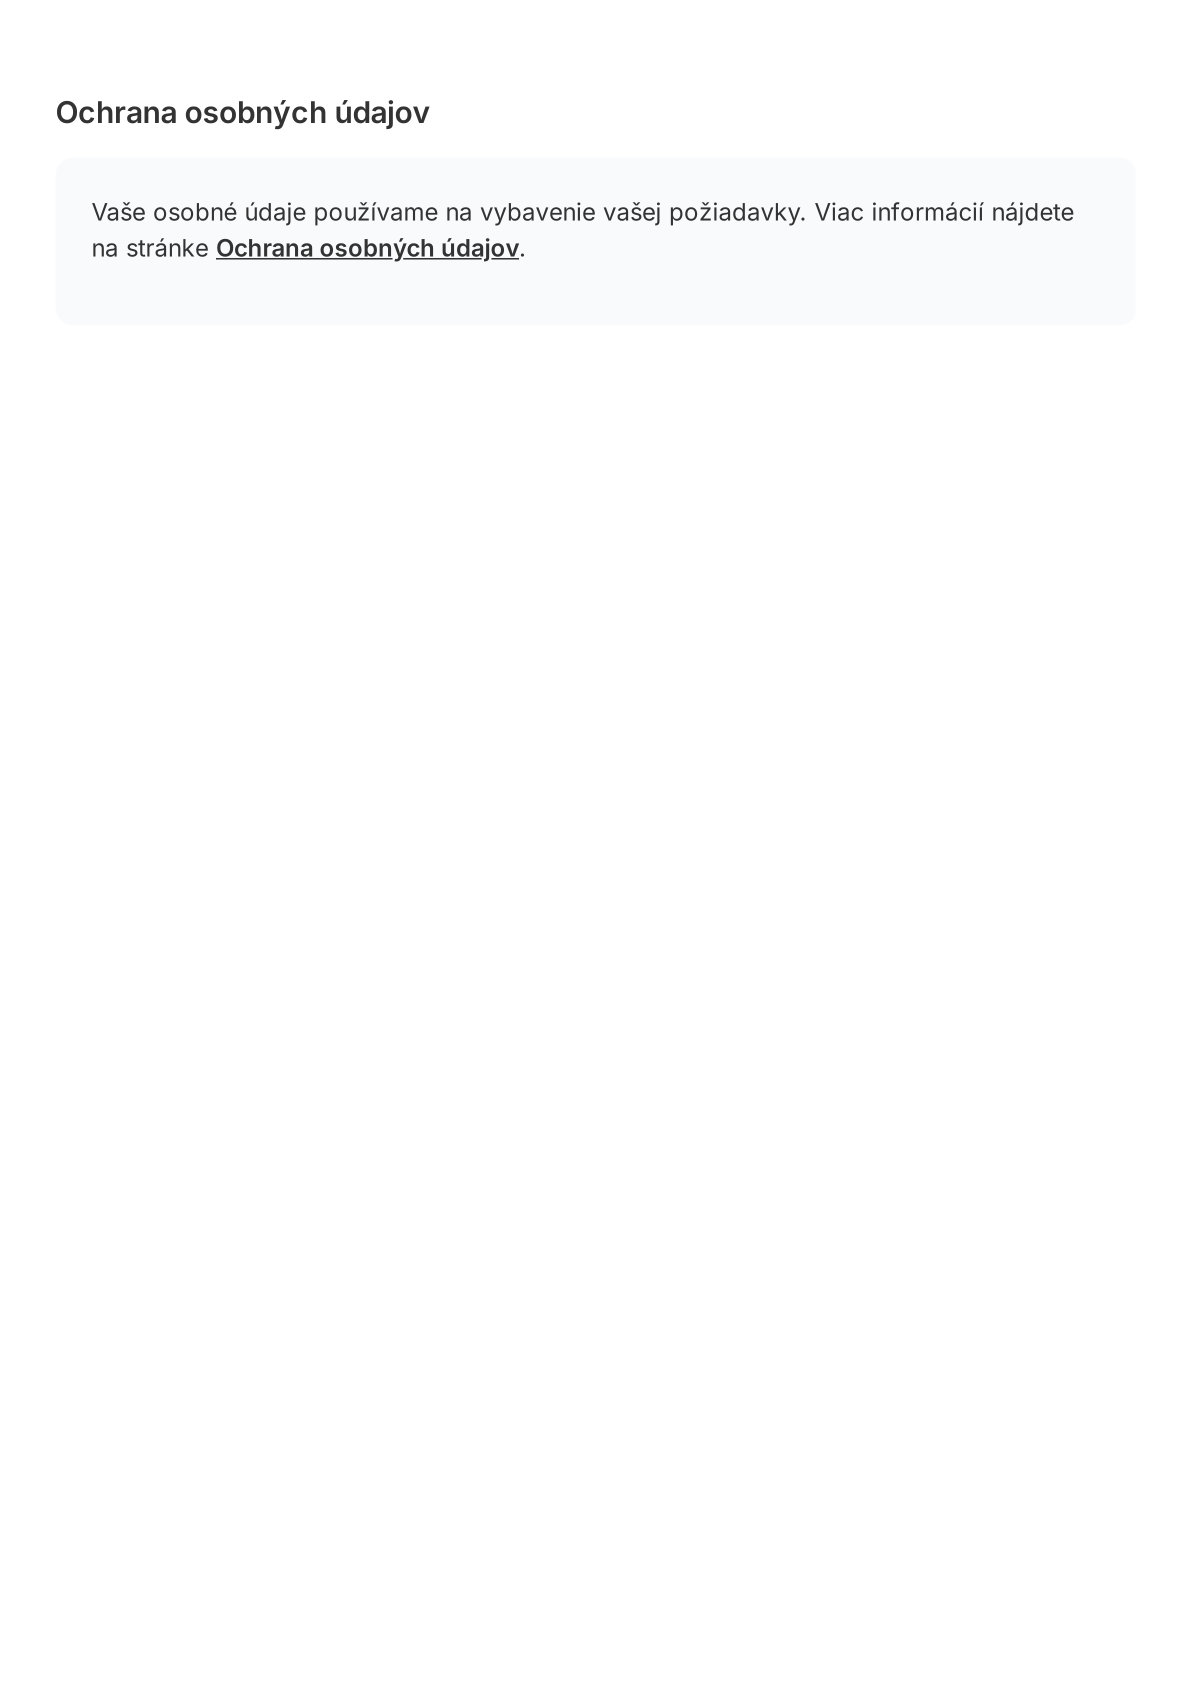 Ochrana osobných údajov
Vaše osobné údaje používame na vybavenie vašej požiadavky. Viac informácií nájdete
na stránke Ochrana osobných údajov.